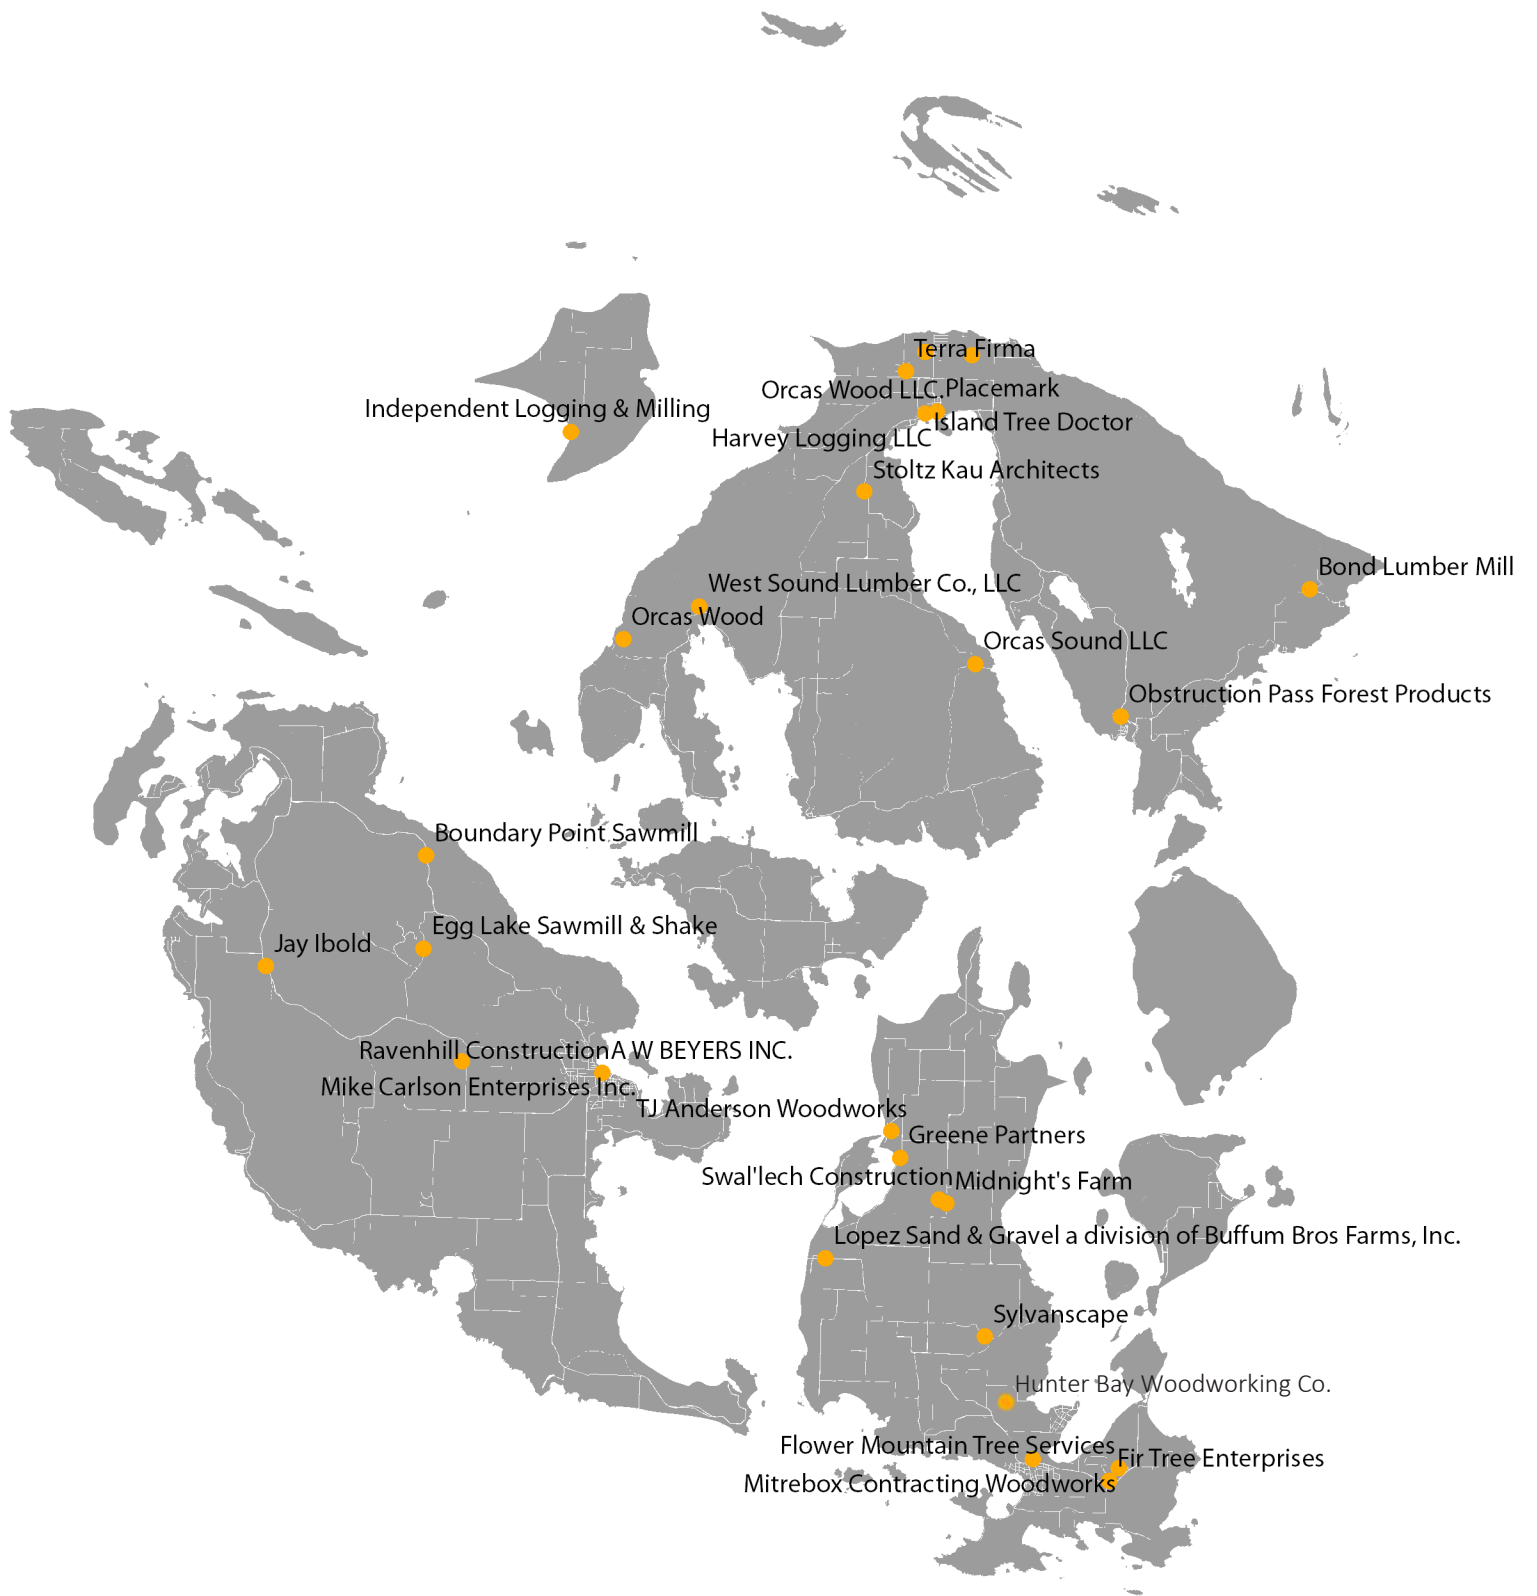 Terra Firma
Orcas Wood LLC.
Placemark
Independent Logging & Milling
Island Tree Doctor
Harvey Logging LLC
Stoltz Kau Architects
Bond Lumber Mill
West Sound Lumber Co., LLC
Orcas Wood
Orcas Sound LLC
Obstruction Pass Forest Products
Boundary Point Sawmill
Egg Lake Sawmill & Shake
Jay Ibold
Ravenhill Construction
A W BEYERS INC.
Mike Carlson Enterprises Inc.
TJ Anderson Woodworks
Greene Partners
Swal'lech Construction
Midnight's Farm
Lopez Sand & Gravel a division of Buffum Bros Farms, Inc.
Sylvanscape
Hunter Bay Woodworking Co.
Flower Mountain Tree Services
Fir Tree Enterprises
Mitrebox Contracting Woodworks